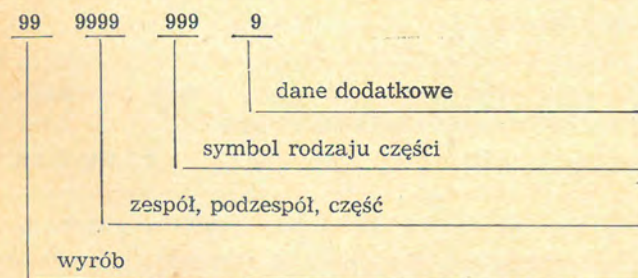 99 9999 999 9
dane dodatkowe
symbol rodzaju części
zespół, podzespół, część
wyrób